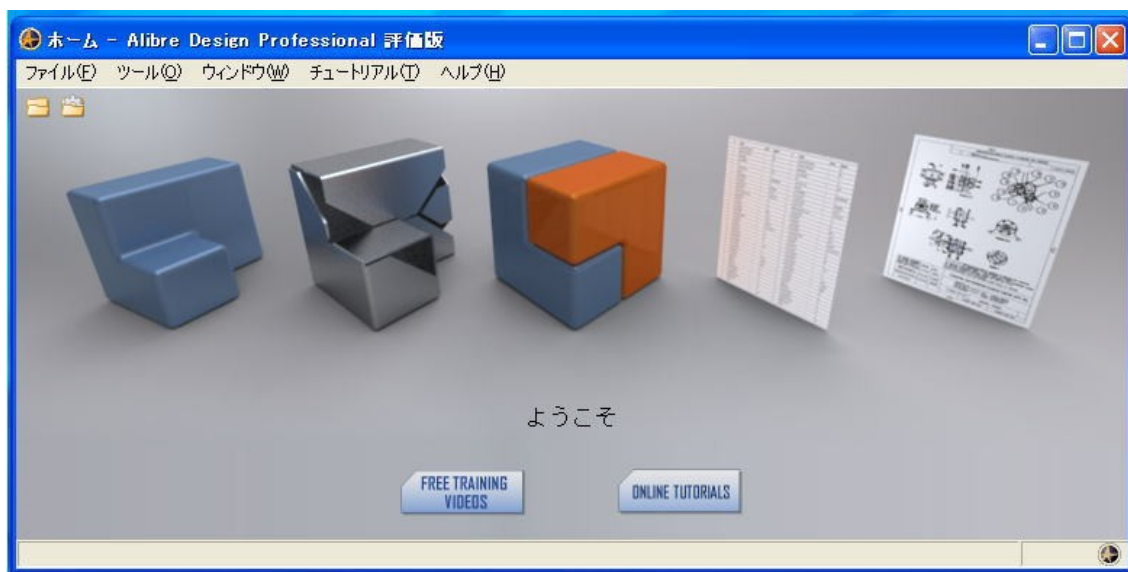 ホーム - Alibre Design Professional 評価版
ファイル(F) ツール(O) ウィンドウ(W) チュートリアル(T) ヘルプ(H)
ようこそ
FREE TRAINING
VIDEOS
ONLINE TUTORIALS